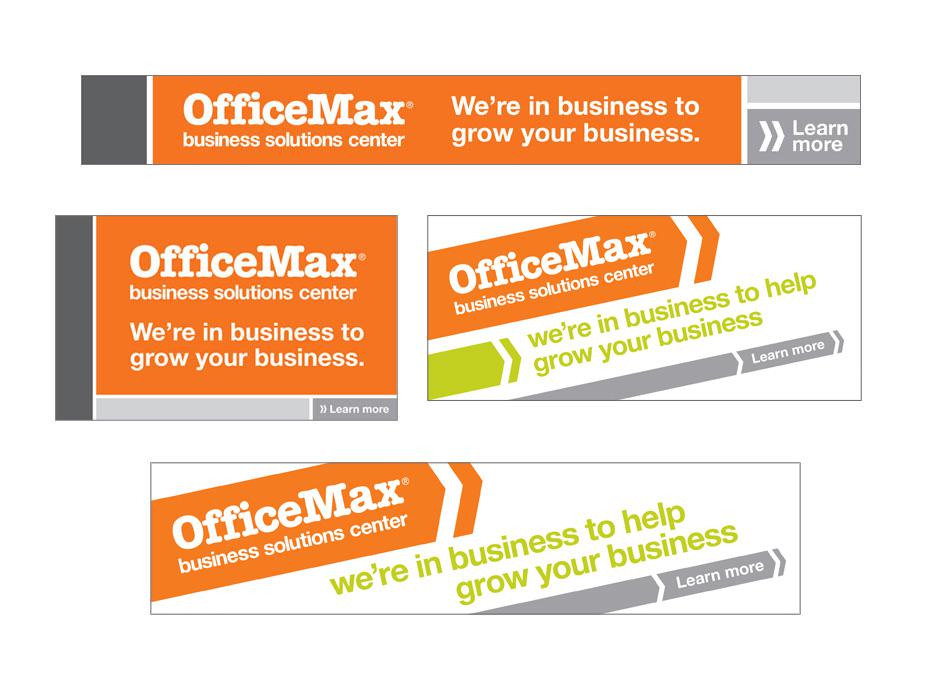 OfficeMax®
business solutions center
We're in business to
grow your business.
Learn
more
OfficeMax®
business solutions center
We're in business to
grow your business.
Learn more
OfficeMax®
business solutions center
we're in business to help
grow your business
Learn more
OfficeMax®
business solutions center
we're in business to help
grow your business
Learn more